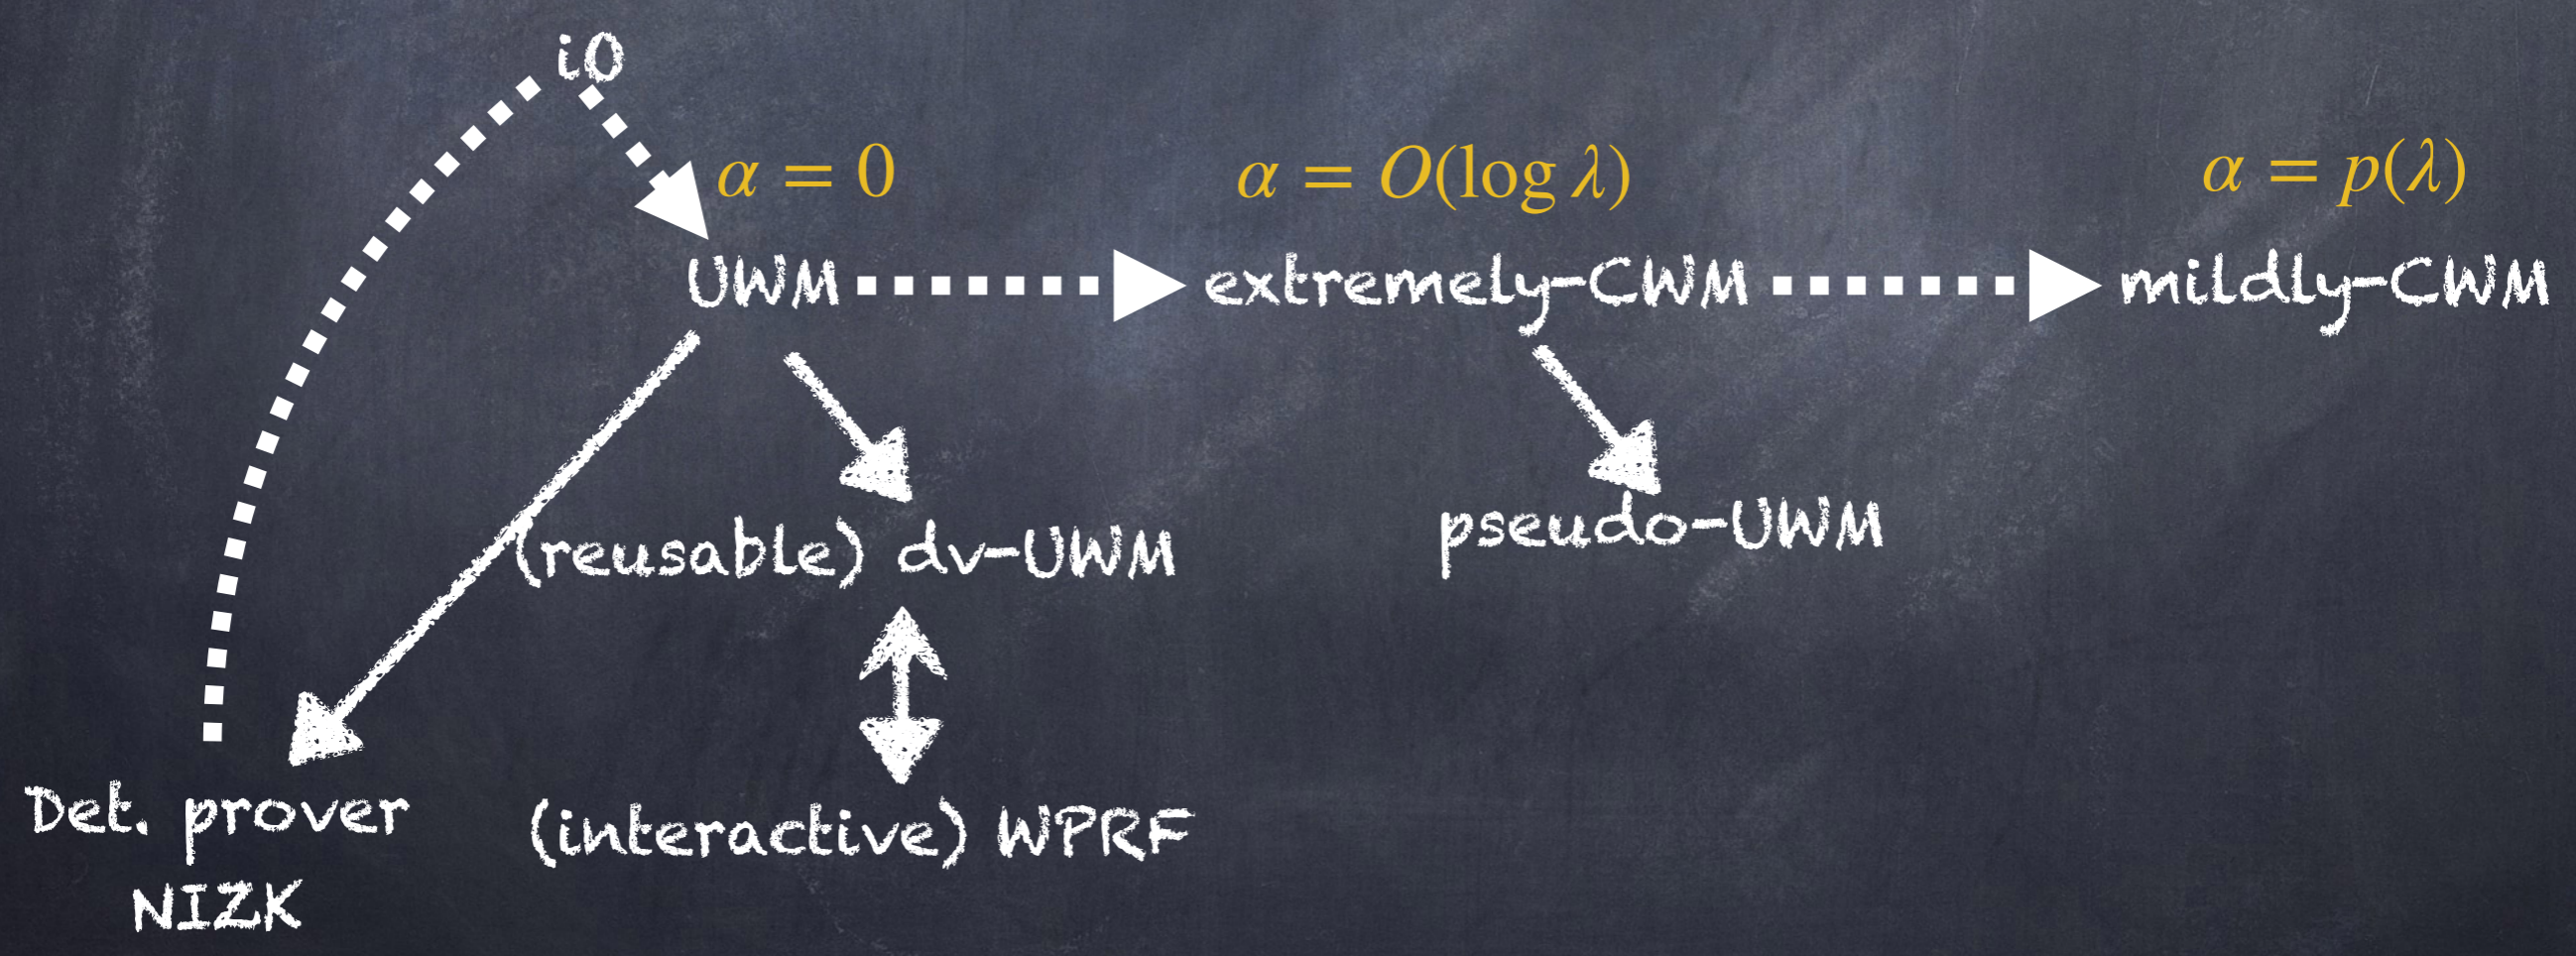 iO
α = 0
α = O(log λ)
α = p(λ)
UWM
extremely-CWM
mildly-CWM
(reusable) dv-UWM
pseudo-UWM
Det. prover
NIZK
(interactive) WPRF